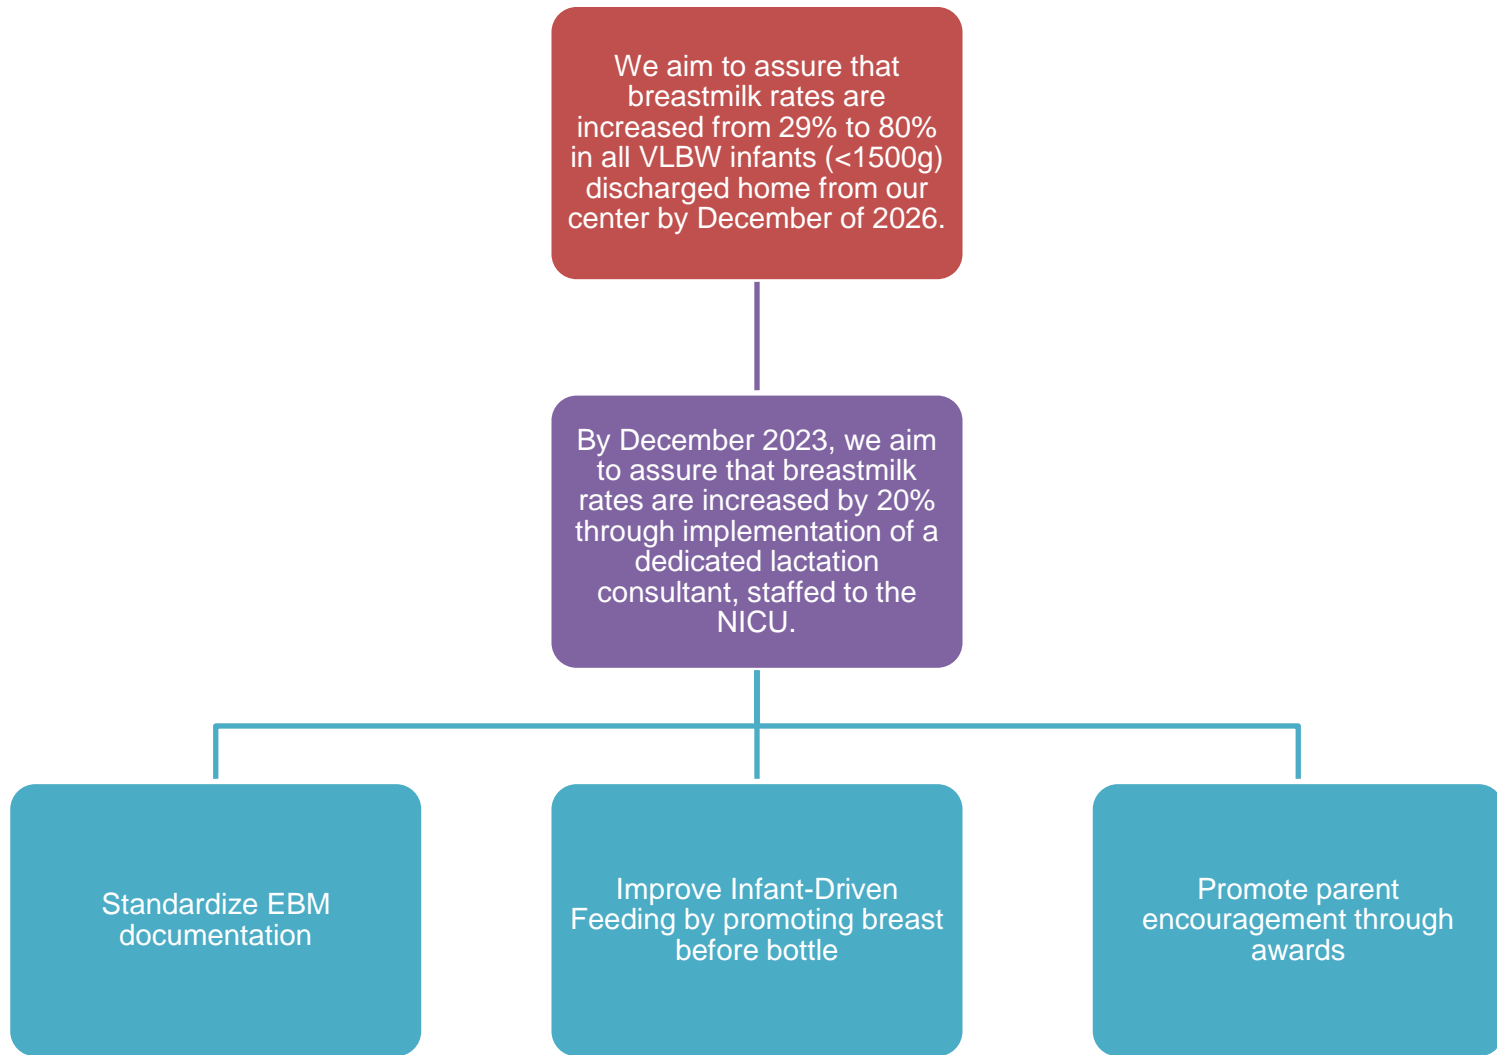 We aim to assure that
breastmilk rates are
increased from 29% to 80%
in all VLBW infants (<1500g)
discharged home from our
center by December of 2026.
By December 2023, we aim
to assure that breastmilk
rates are increased by 20%
through implementation of a
dedicated lactation
consultant, staffed to the
NICU.
Standardize EBM
documentation
Improve Infant-Driven
Feeding by promoting breast
before bottle
Promote parent
encouragement through
awards